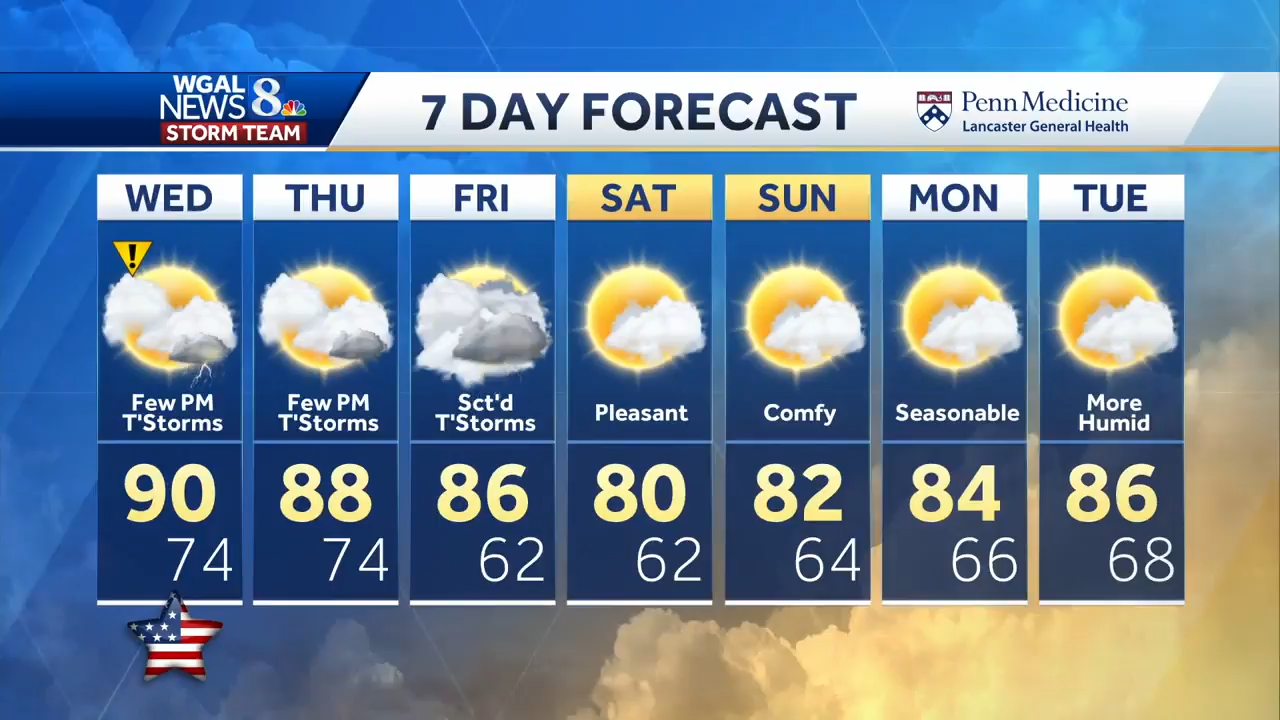 WGAL
NEWS 8
STORM TEAM
7 DAY FORECAST
Penn Medicine
Lancaster General Health
WED THU FRI SAT SUN MON TUE
!
Few PM
T'Storms
Few PM
T'Storms
Sct'd
T'Storms
Pleasant
Comfy
Seasonable
More
Humid
90 88 86 80 82 84 86
74 74 62 62 64 66 68